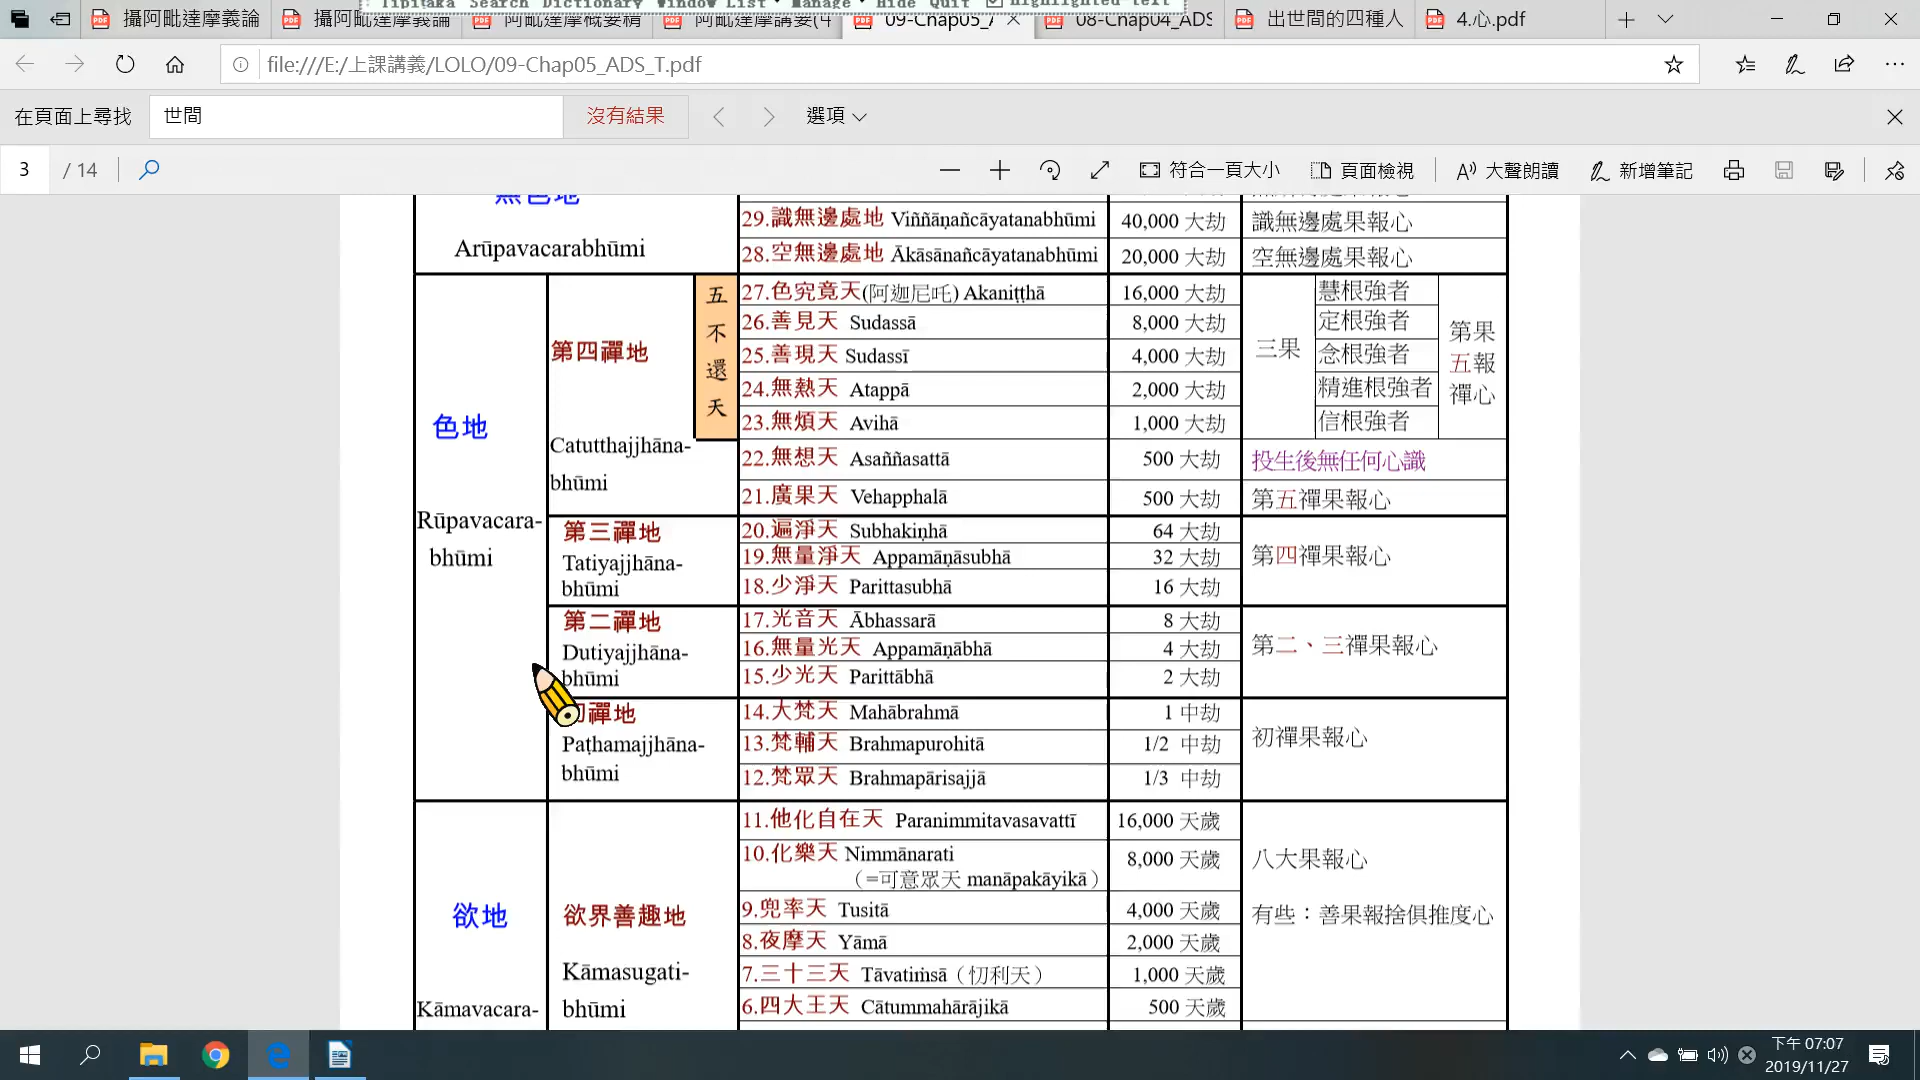 Tipiṭaka Search Dictionary Window List Manage Hide Quit Highlighted text
攝阿毗達摩義論
攝阿毗達摩義論
阿毗達摩概要精
阿毗達摩講要(中
09-Chap05_A
08-Chap04_ADS
出世間的四種人
4.心.pdf
file:///E:/上課講義/LOLO/09-Chap05_ADS_T.pdf
在頁面上尋找
世間
沒有結果
選項
3 / 14
符合一頁大小
頁面檢視
大聲朗讀
新增筆記
無色地
Arūpavacarabhūmi
29.識無邊處地 Viññāṇañcāyatanabhūmi 40,000 大劫 識無邊處果報心
28.空無邊處地 Ākāsānañcāyatanabhūmi 20,000 大劫 空無邊處果報心
色地
Rūpavacara-
bhūmi
第四禪地
Catutthajjhāna-
bhūmi
五不還天
27.色究竟天(阿迦尼吒) Akaniṭṭhā 16,000 大劫 慧根強者
26.善見天 Sudassā 8,000 大劫 定根強者
25.善現天 Sudassī 4,000 大劫 念根強者
24.無熱天 Atappā 2,000 大劫 精進根強者
23.無煩天 Avihā 1,000 大劫 信根強者
三果
第果
五報
禪心
22.無想天 Asaññasattā 500 大劫 投生後無任何心識
21.廣果天 Vehapphalā 500 大劫 第五禪果報心
第三禪地
Tatiyajjhāna-
bhūmi
20.遍淨天 Subhakiṇhā 64 大劫
19.無量淨天 Appamāṇāsubhā 32 大劫
18.少淨天 Parittasubhā 16 大劫
第四禪果報心
第二禪地
Dutiyajjhāna-
bhūmi
17.光音天 Ābhassarā 8 大劫
16.無量光天 Appamāṇābhā 4 大劫
15.少光天 Parittābhā 2 大劫
第二、三禪果報心
禪地
Paṭhamajjhāna-
bhūmi
14.大梵天 Mahābrahmā 1 中劫
13.梵輔天 Brahmapurohitā 1/2 中劫
12.梵眾天 Brahmapārisajjā 1/3 中劫
初禪果報心
欲地
Kāmavacara-
欲界善趣地
Kāmasugati-
bhūmi
11.他化自在天 Paranimmitavasavattī 16,000 天歲
10.化樂天 Nimmānarati 8,000 天歲
（=可意眾天 manāpakāyikā）
9.兜率天 Tusitā 4,000 天歲
8.夜摩天 Yāmā 2,000 天歲
7.三十三天 Tāvatiṁsā（忉利天） 1,000 天歲
6.四大王天 Cātummahārājikā 500 天歲
八大果報心
有些：善果報捨俱推度心
下午 07:07
2019/11/27